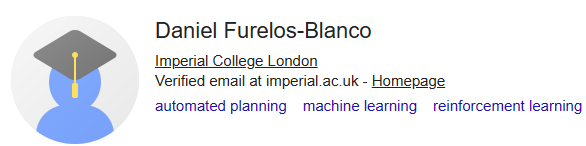 Daniel Furelos-Blanco
Imperial College London
Verified email at imperial.ac.uk - Homepage
automated planning machine learning reinforcement learning